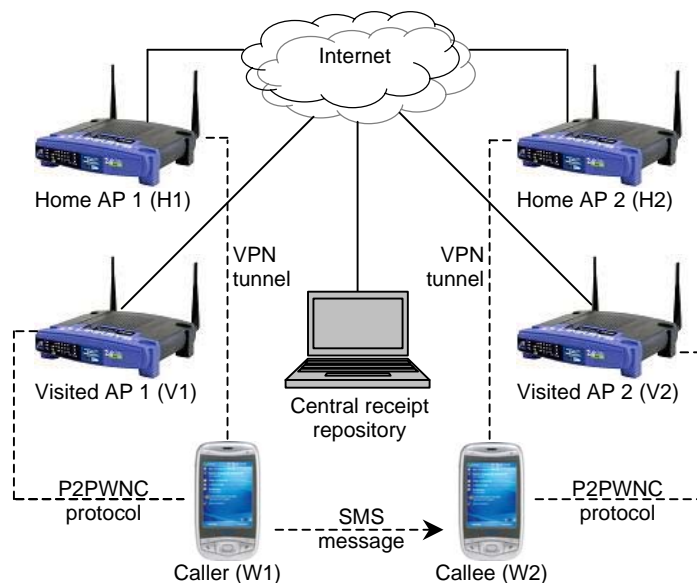 Internet
Home AP 1 (H1)
Home AP 2 (H2)
VPN
tunnel
VPN
tunnel
Visited AP 1 (V1)
Central receipt
repository
Visited AP 2 (V2)
P2PWNC
protocol
SMS
message
P2PWNC
protocol
Caller (W1)
Callee (W2)